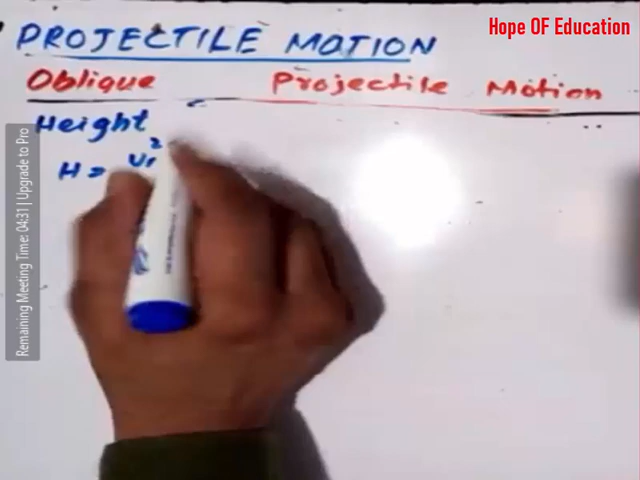 Hope OF Education
PROJECTILE MOTION
Oblique Projectile Motion
Height
H =
Remaining Meeting Time: 04:31 | Upgrade to Pro